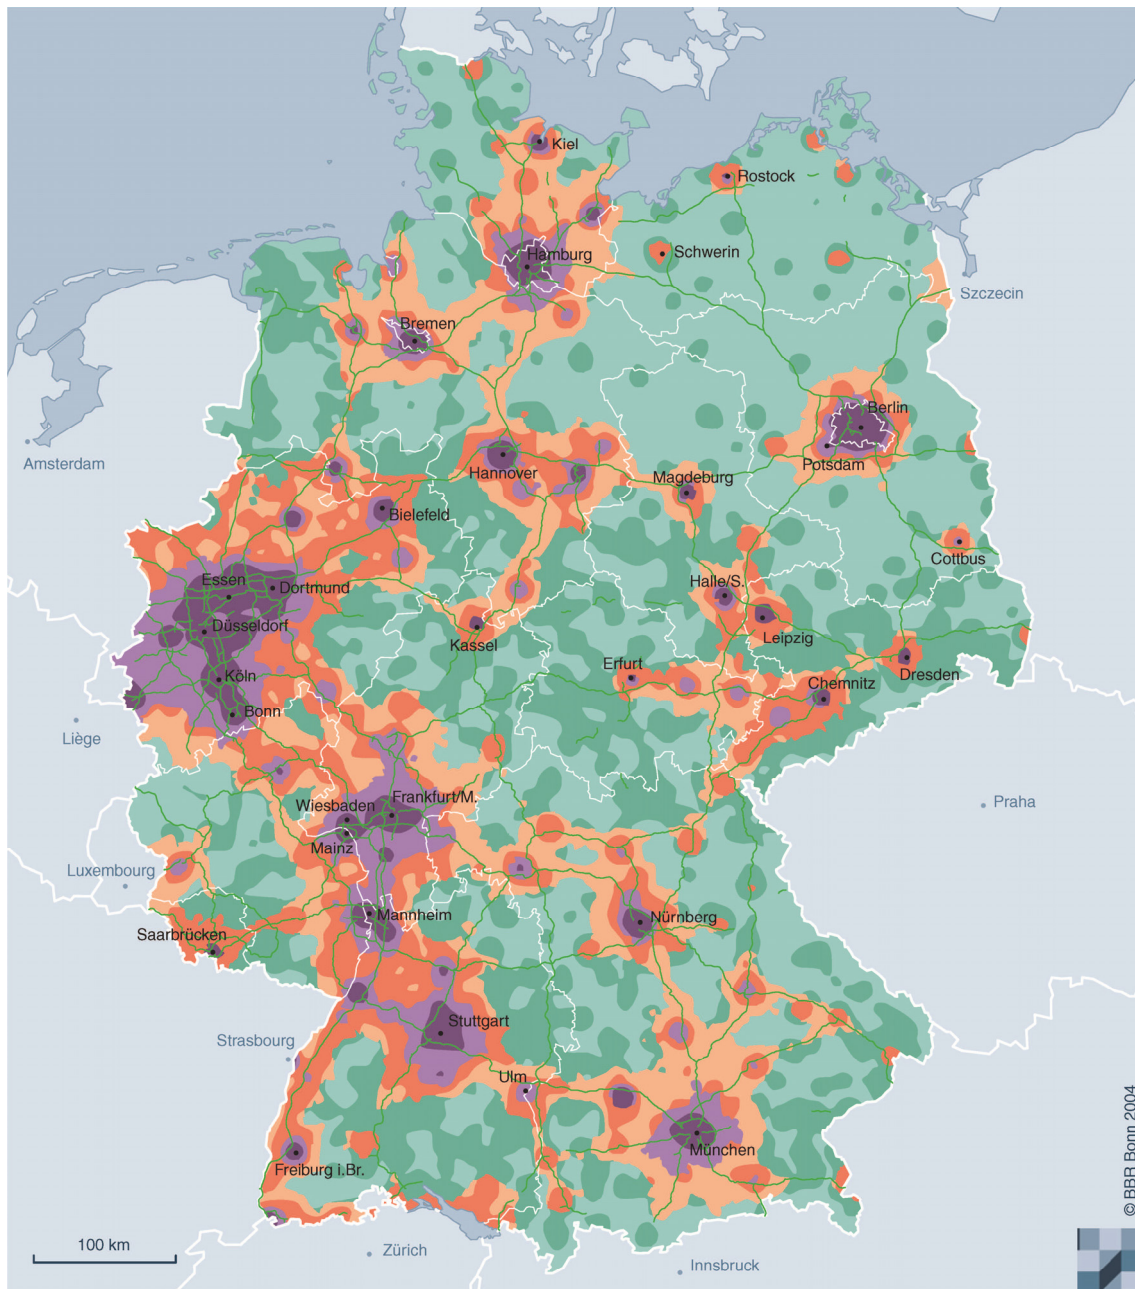 Kiel
Rostock
Hamburg
Schwerin
Szczecin
Bremen
Berlin
Amsterdam
Hannover
Potsdam
Magdeburg
Bielefeld
Cottbus
Essen
Dortmund
Halle/S.
Düsseldorf
Leipzig
Kassel
Erfurt
Dresden
Köln
Chemnitz
Bonn
Liège
Wiesbaden
Frankfurt/M.
Praha
Mainz
Luxembourg
Mannheim
Nürnberg
Saarbrücken
Stuttgart
Strasbourg
Ulm
München
Freiburg i.Br.
© BBR Bonn 2004
100 km
Zürich
Innsbruck